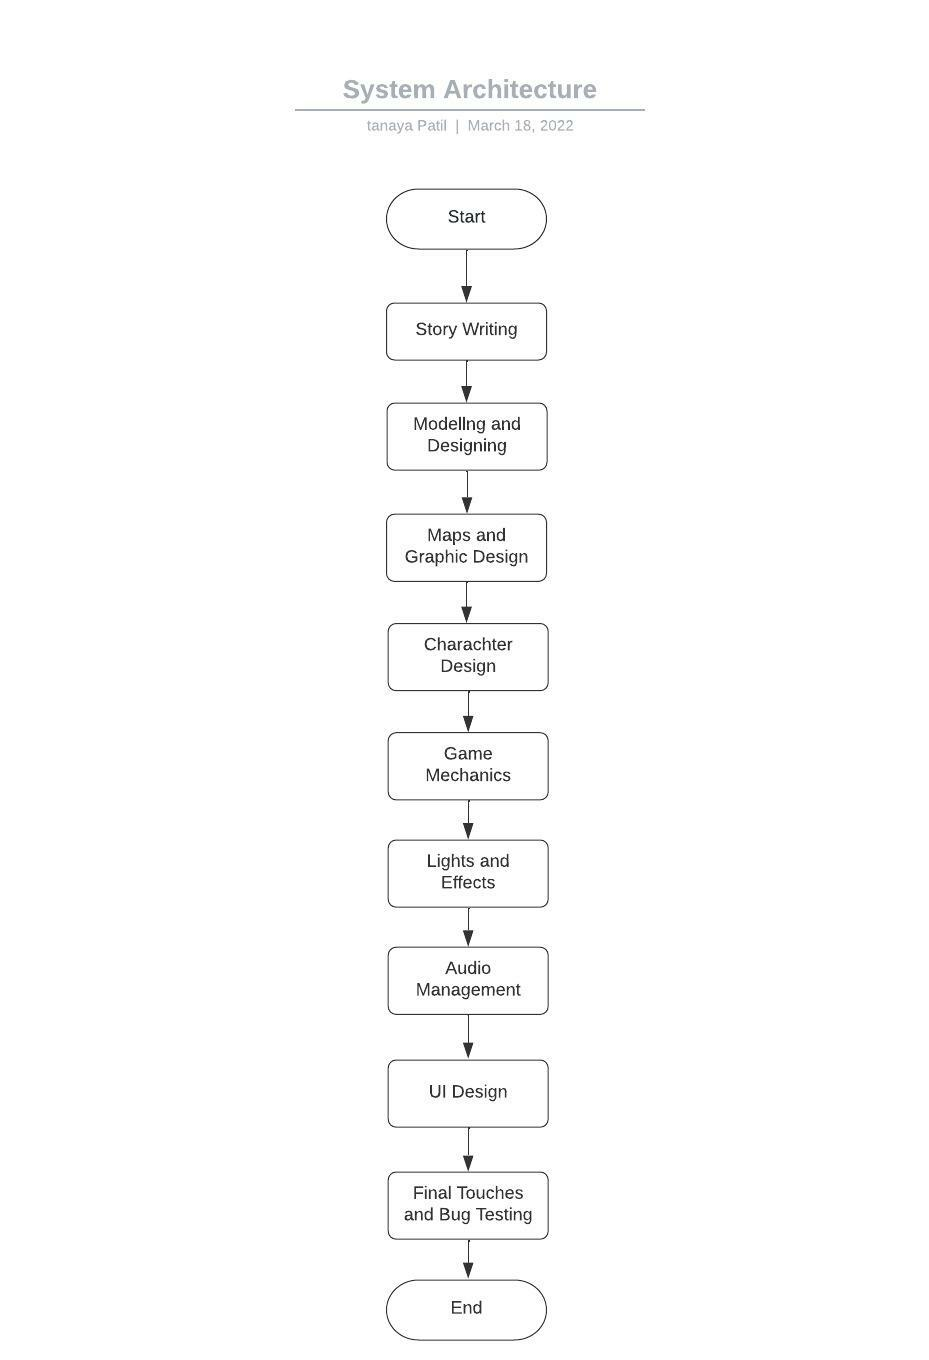 System Architecture
tanaya Patil | March 18, 2022
Start
Story Writing
Modellng and
Designing
Maps and
Graphic Design
Charachter
Design
Game
Mechanics
Lights and
Effects
Audio
Management
UI Design
Final Touches
and Bug Testing
End